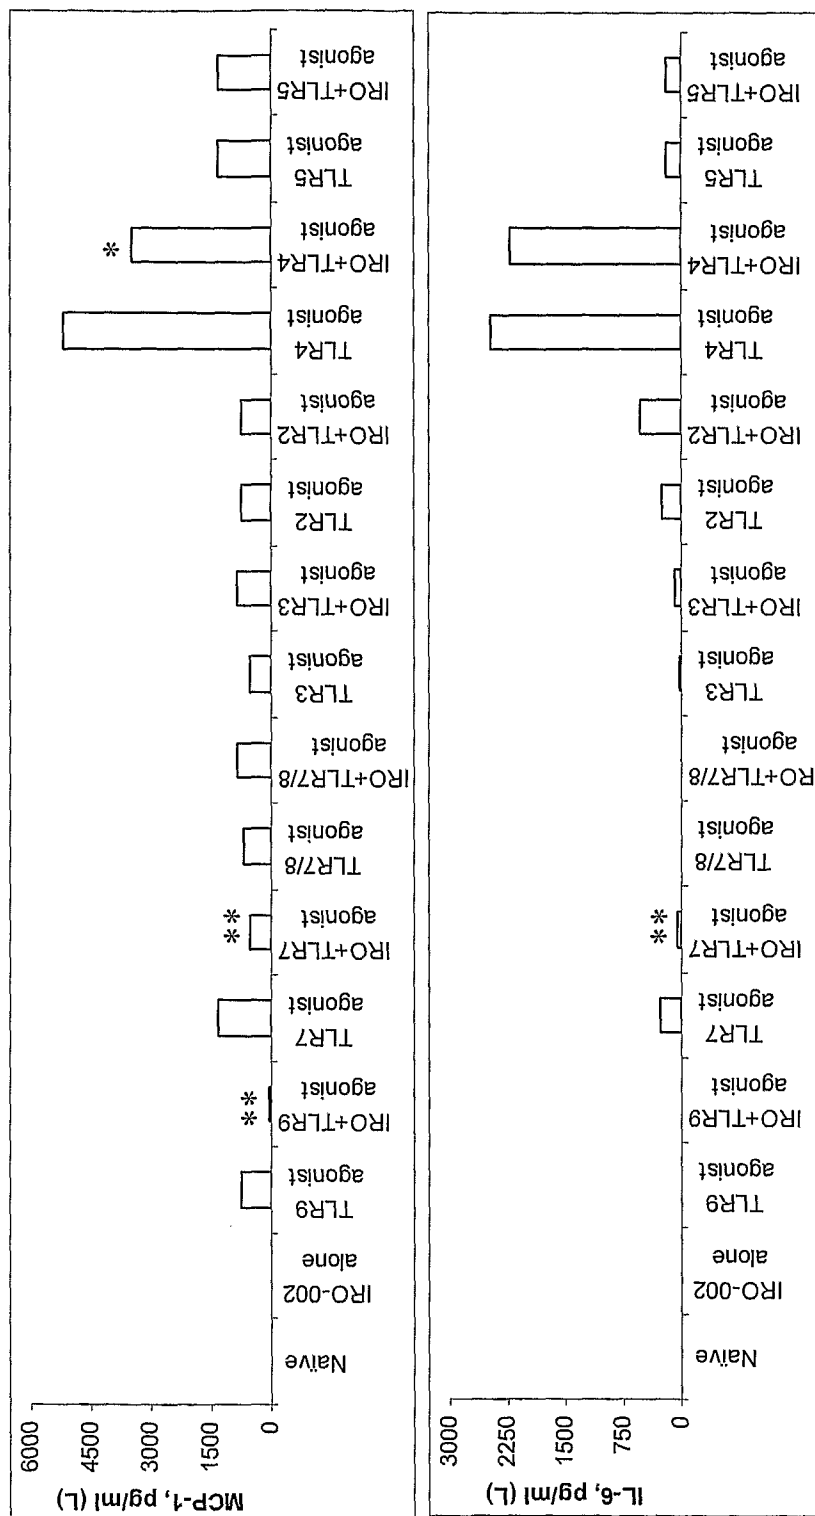 MCP-1, pg/ml (L)
6000
4500
3000
1500
0
Naïve
IRO-002
alone
TLR9
agonist
**
IRO+TLR9
agonist
TLR7
agonist
**
IRO+TLR7
agonist
TLR7/8
agonist
IRO+TLR7/8
agonist
TLR3
agonist
IRO+TLR3
agonist
TLR2
agonist
IRO+TLR2
agonist
TLR4
agonist
*
IRO+TLR4
agonist
TLR5
agonist
IRO+TLR5
agonist
IL-6, pg/ml (L)
3000
2250
1500
750
0
Naïve
IRO-002
alone
TLR9
agonist
IRO+TLR9
agonist
TLR7
agonist
**
IRO+TLR7
agonist
TLR7/8
agonist
RO+TLR7/8
agonist
TLR3
agonist
IRO+TLR3
agonist
TLR2
agonist
IRO+TLR2
agonist
TLR4
agonist
IRO+TLR4
agonist
TLR5
agonist
IRO+TLR5
agonist